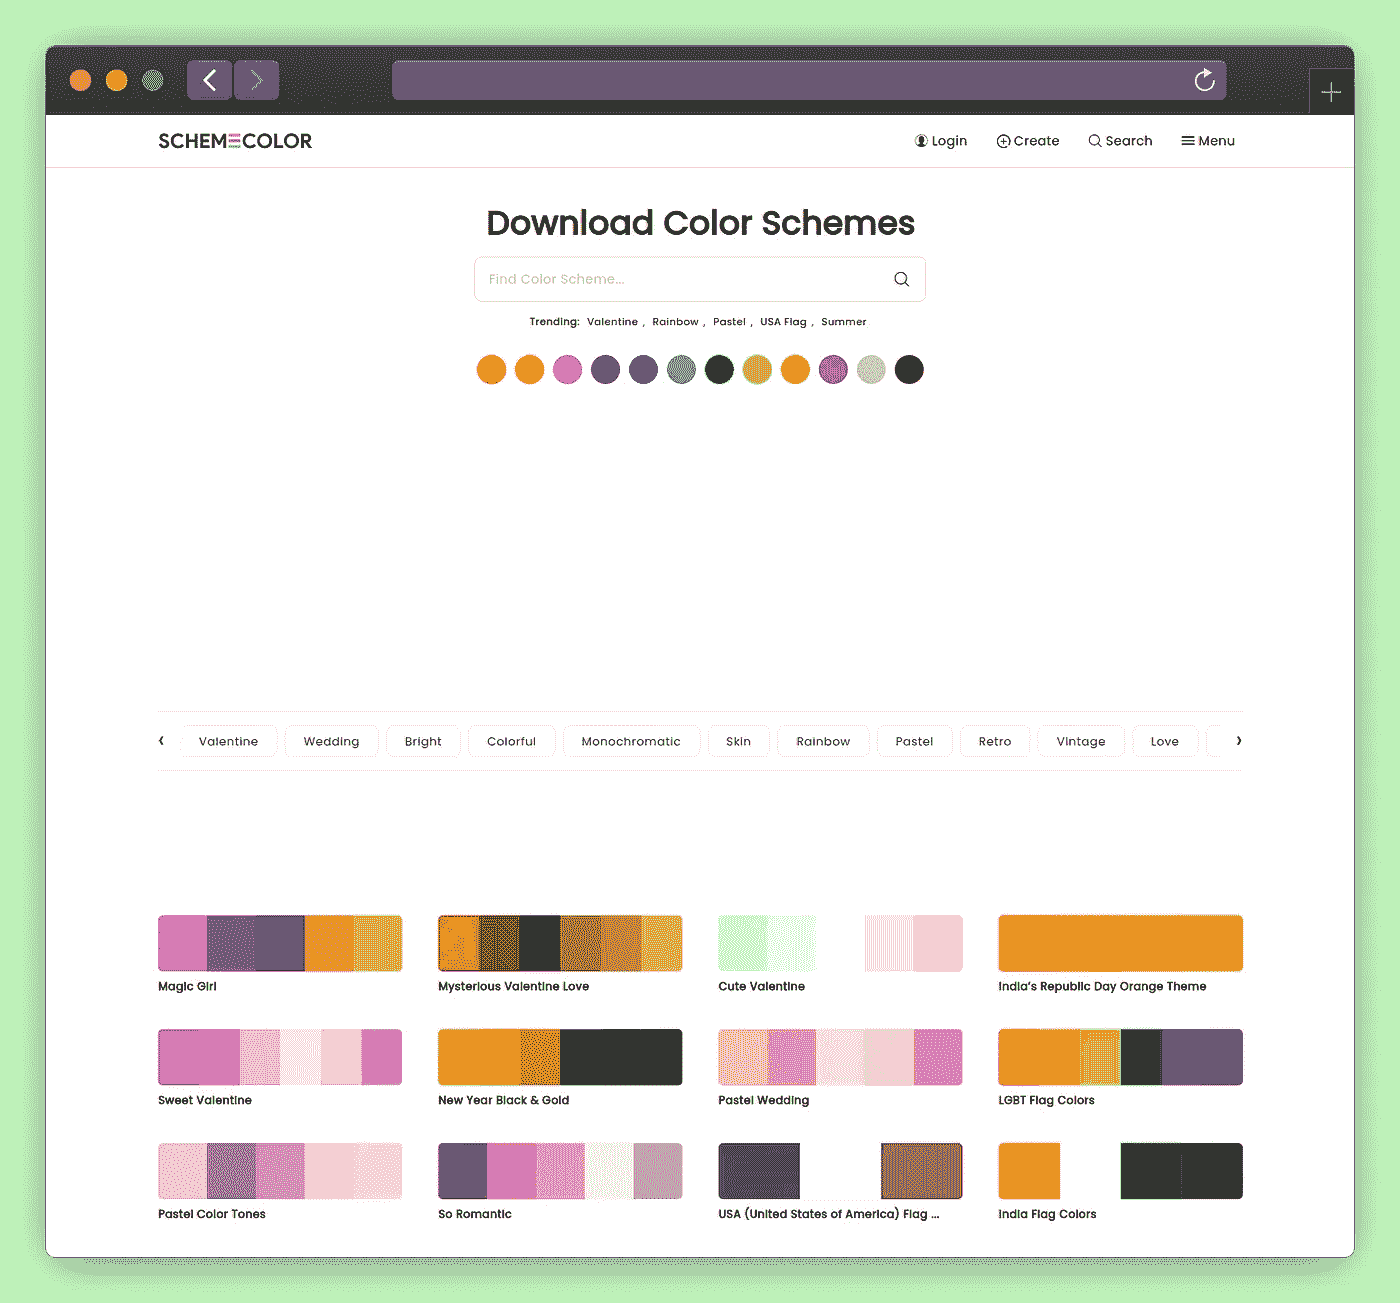 SCHEMECOLOR
Login Create Search Menu
Download Color Schemes
Find Color Scheme...
Trending: Valentine , Rainbow , Pastel , USA Flag , Summer
Valentine Wedding Bright Colorful Monochromatic Skin Rainbow Pastel Retro Vintage Love
Magic Girl Mysterious Valentine Love Cute Valentine India's Republic Day Orange Theme
Sweet Valentine New Year Black & Gold Pastel Wedding LGBT Flag Colors
Pastel Color Tones So Romantic USA (United States of America) Flag ... India Flag Colors